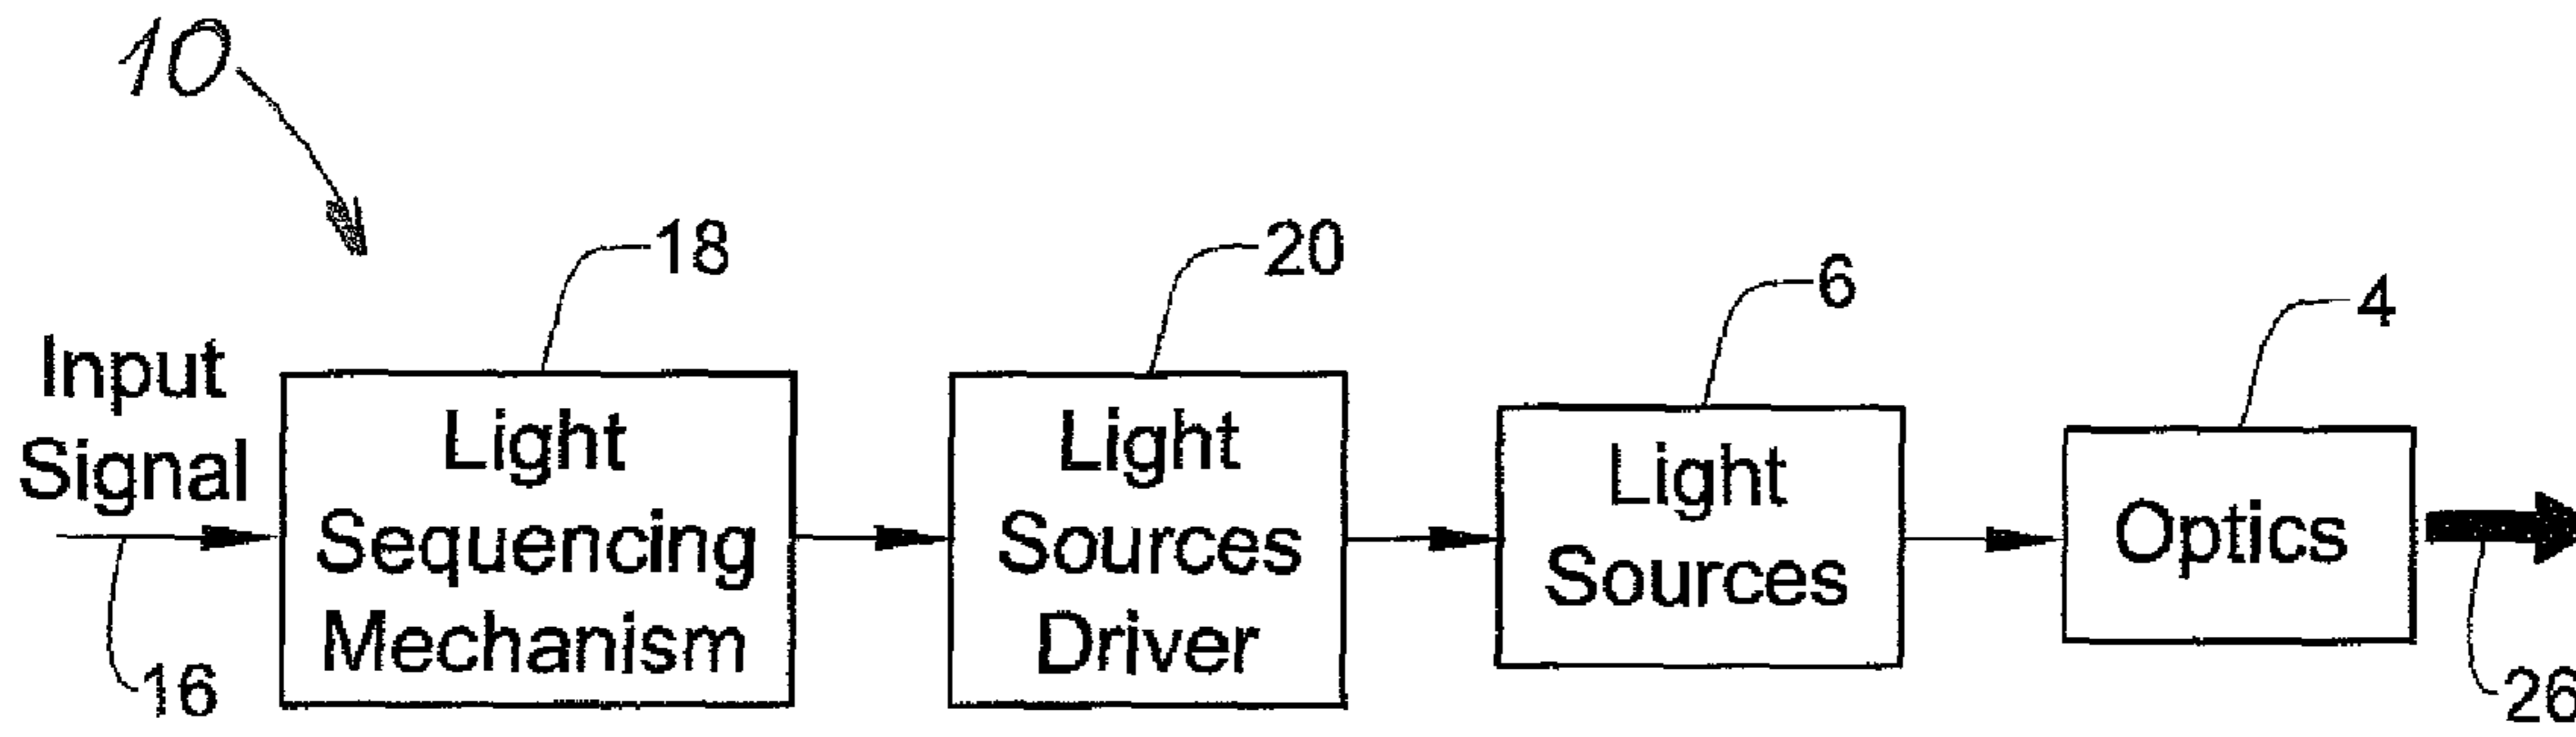 10
18
20
6
4
Input
Signal
Light
Sequencing
Mechanism
Light
Sources
Driver
Light
Sources
Optics
16
26